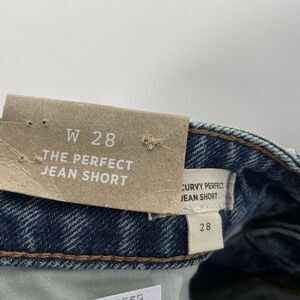 W 28
THE PERFECT
JEAN SHORT
CURVY PERFECT
JEAN SHORT
28